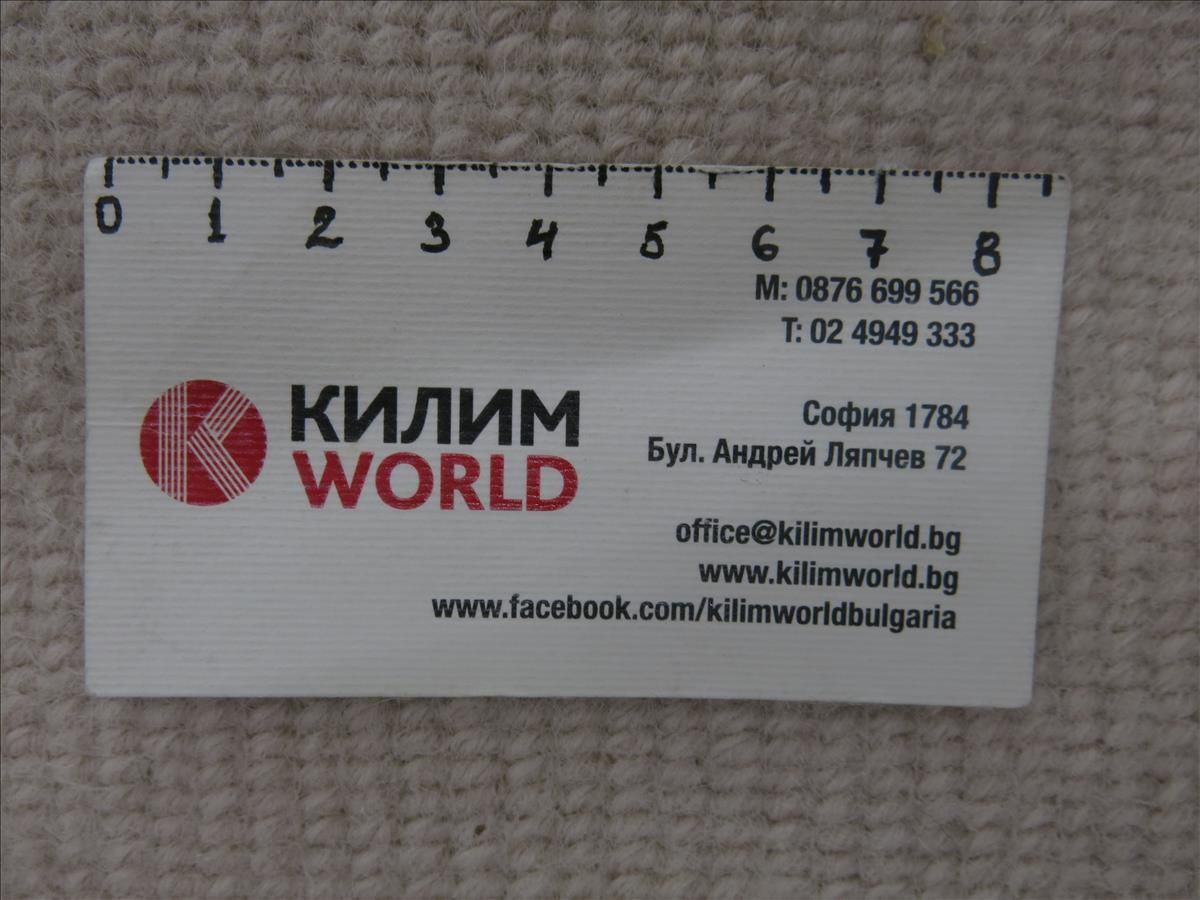 0 1 2 3 4 5 6 7 8
M: 0876 699 566
T: 02 4949 333
КИЛИМ
WORLD
София 1784
Бул. Андрей Ляпчев 72
office@kilimworld.bg
www.kilimworld.bg
www.facebook.com/kilimworldbulgaria